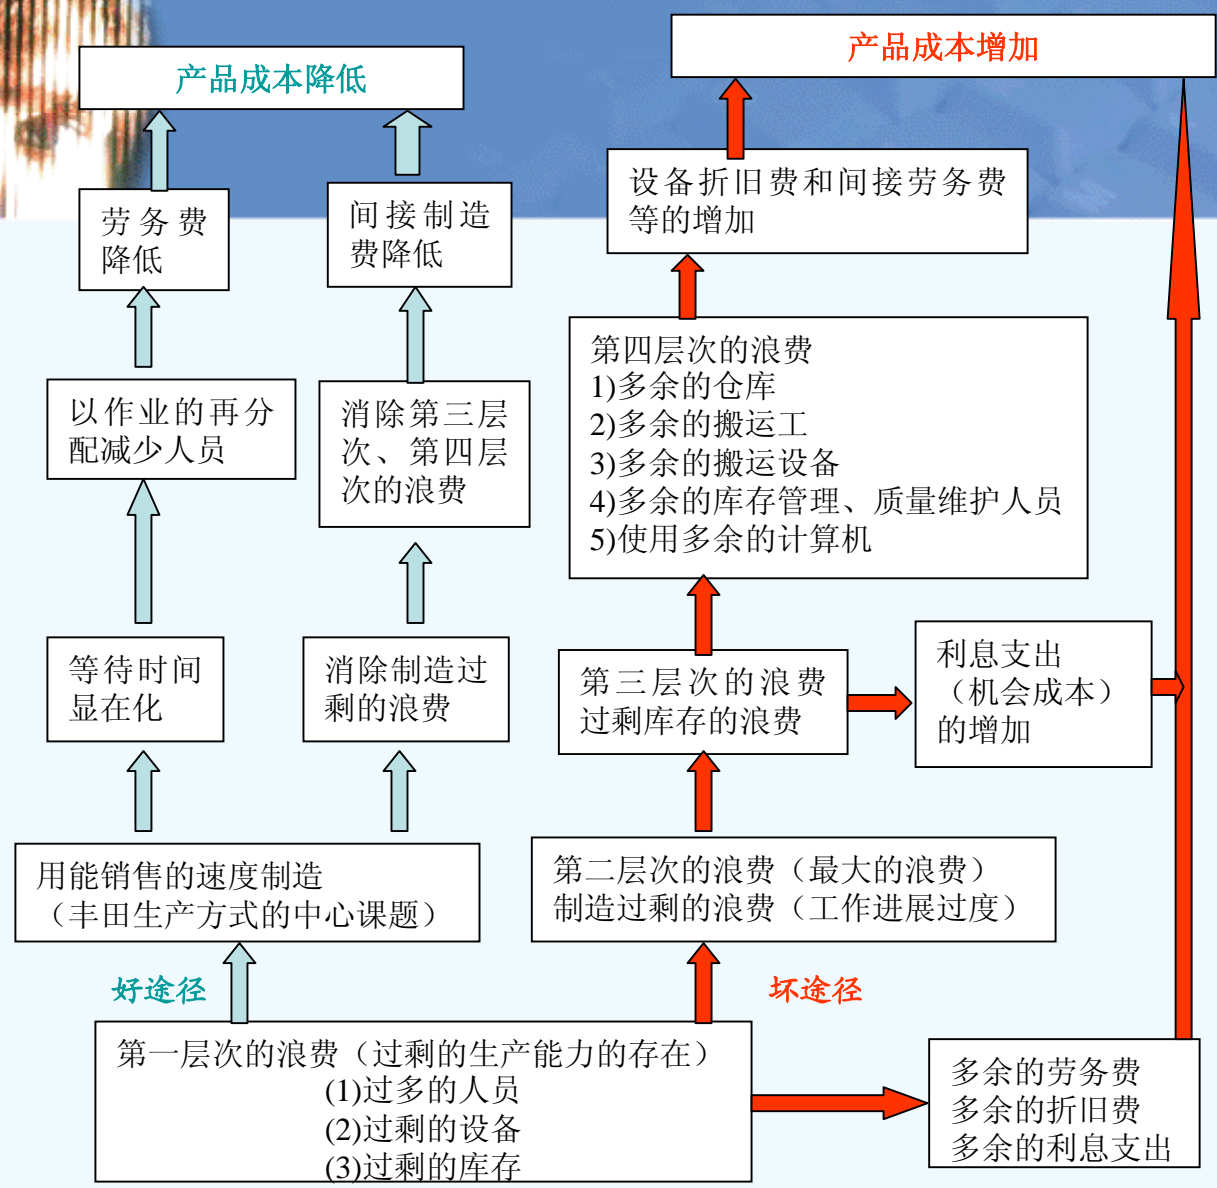 产品成本增加
产品成本降低
设备折旧费和间接劳务费
等的增加
劳务费
降低
间接制造
费降低
第四层次的浪费
1)多余的仓库
2)多余的搬运工
3)多余的搬运设备
4)多余的库存管理、质量维护人员
5)使用多余的计算机
以作业的再分
配减少人员
消除第三层
次、第四层
次的浪费
等待时间
显在化
消除制造过
剩的浪费
第三层次的浪费
过剩库存的浪费
利息支出
（机会成本）
的增加
用能销售的速度制造
（丰田生产方式的中心课题）
第二层次的浪费（最大的浪费）
制造过剩的浪费（工作进展过度）
好途径
坏途径
第一层次的浪费（过剩的生产能力的存在）
(1)过多的人员
(2)过剩的设备
(3)过剩的库存
多余的劳务费
多余的折旧费
多余的利息支出